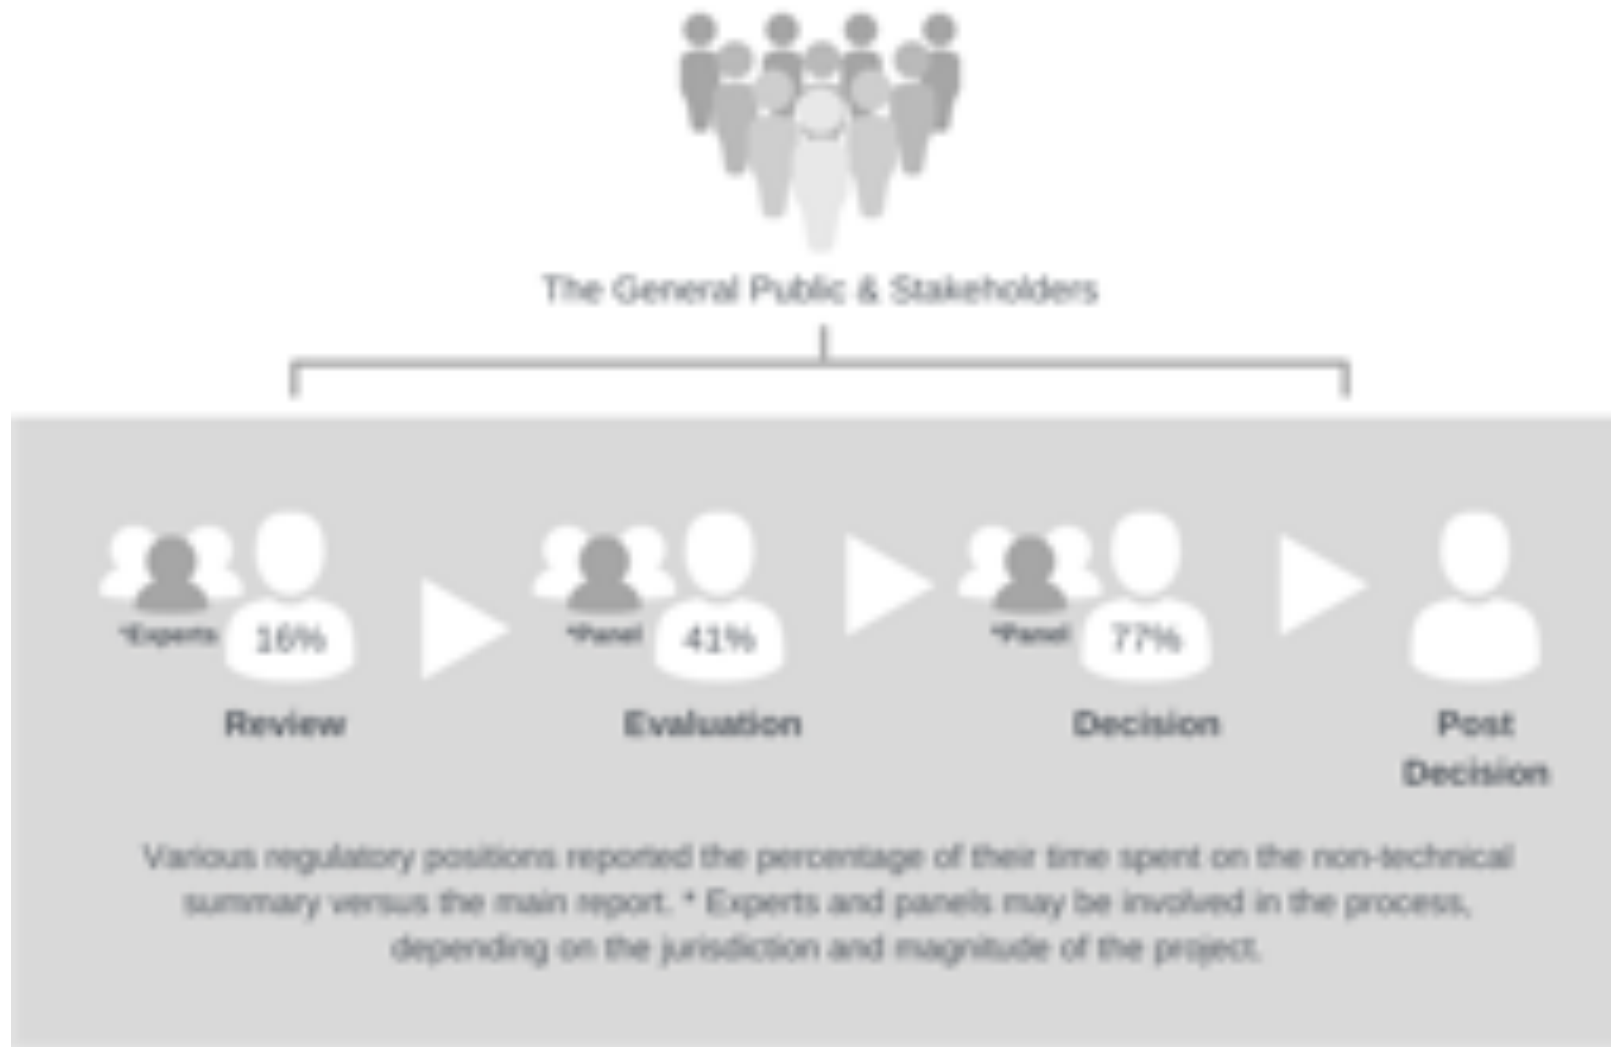 The General Public & Stakeholders
*Experts
16%
*Panel
41%
*Panel
77%
Review
Evaluation
Decision
Post
Decision
Various regulatory positions reported the percentage of their time spent on the non-technical
summary versus the main report. * Experts and panels may be involved in the process,
depending on the jurisdiction and magnitude of the project.